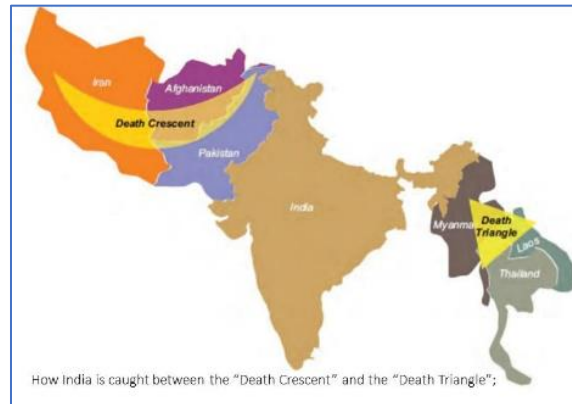 Iran
Afghanistan
Death Crescent
Pakistan
India
Myanma
Death
Triangle
Laos
Thailand
How India is caught between the "Death Crescent" and the "Death Triangle";